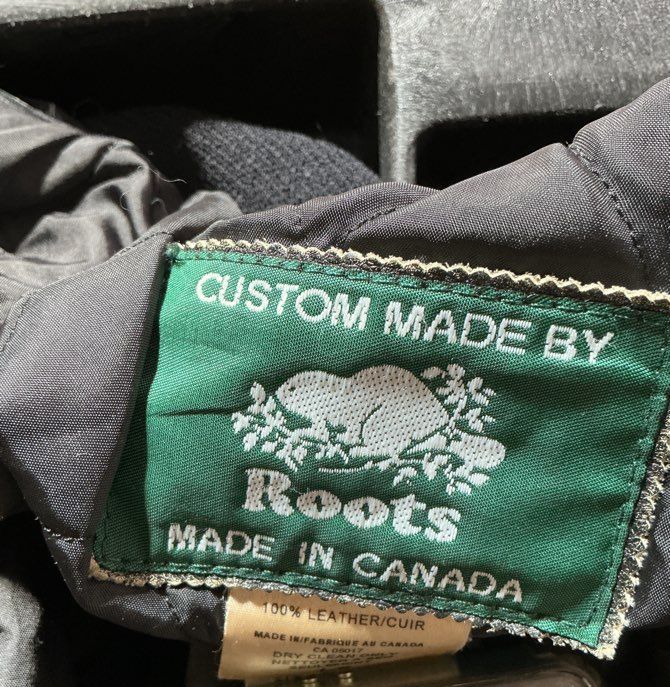 CUSTOM MADE BY
Roots
MADE IN CANADA
100% LEATHER/CUIR
MADE IN/FABRIQUE AU CANADA
CA 05017
DRY CLEAN ONLY